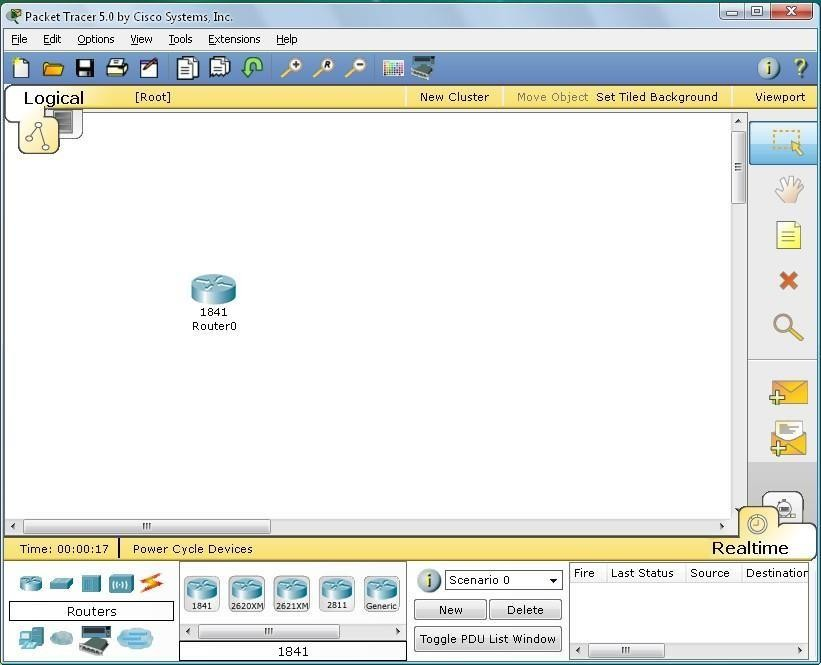 Packet Tracer 5.0 by Cisco Systems, Inc.
File Edit Options View Tools Extensions Help
Logical [Root] New Cluster Move Object Set Tiled Background Viewport
1841
Router0
Time: 00:00:17 Power Cycle Devices Realtime
Routers
1841 2620XM 2621XM 2811 Generic
1841
Scenario 0
New Delete
Toggle PDU List Window
Fire Last Status Source Destination